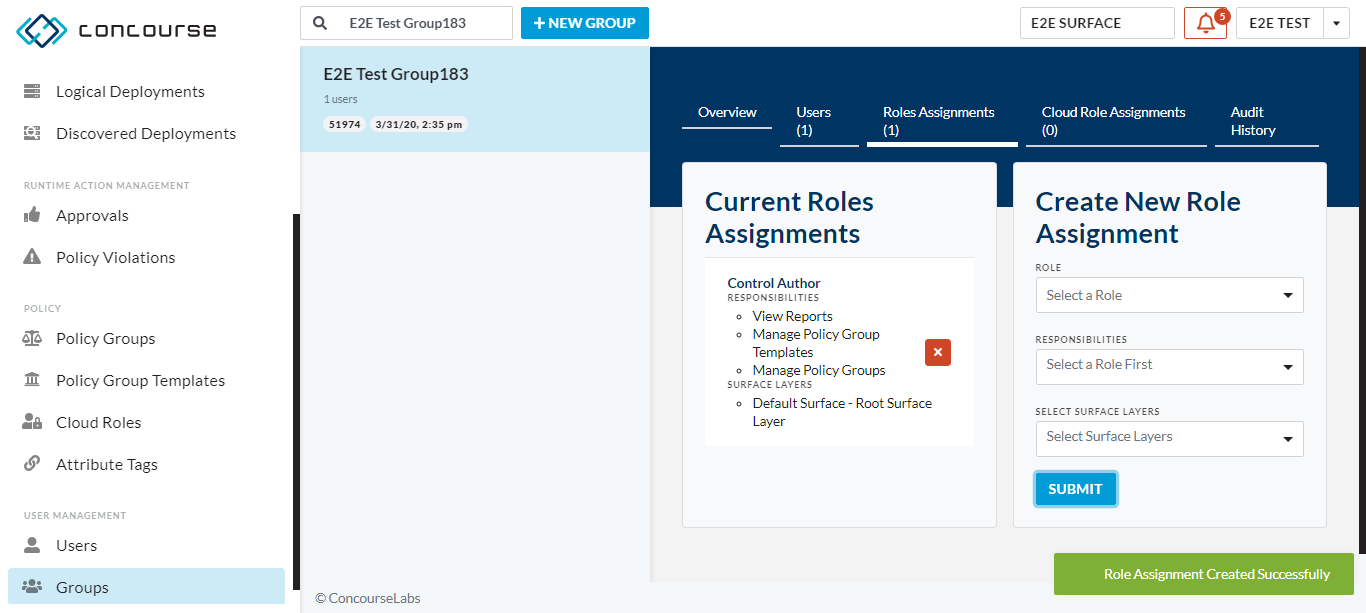 concourse
E2E Test Group183
+ NEW GROUP
E2E SURFACE
5
E2E TEST
Logical Deployments
Discovered Deployments
RUNTIME ACTION MANAGEMENT
Approvals
Policy Violations
POLICY
Policy Groups
Policy Group Templates
Cloud Roles
Attribute Tags
USER MANAGEMENT
Users
Groups
E2E Test Group183
1 users
51974 3/31/20, 2:35 pm
Overview
Users
(1)
Roles Assignments
(1)
Cloud Role Assignments
(0)
Audit
History
Current Roles
Assignments
Control Author
RESPONSIBILITIES
View Reports
Manage Policy Group
Templates
Manage Policy Groups
SURFACE LAYERS
Default Surface - Root Surface
Layer
Create New Role
Assignment
ROLE
Select a Role
RESPONSIBILITIES
Select a Role First
SELECT SURFACE LAYERS
Select Surface Layers
SUBMIT
Role Assignment Created Successfully
© ConcourseLabs